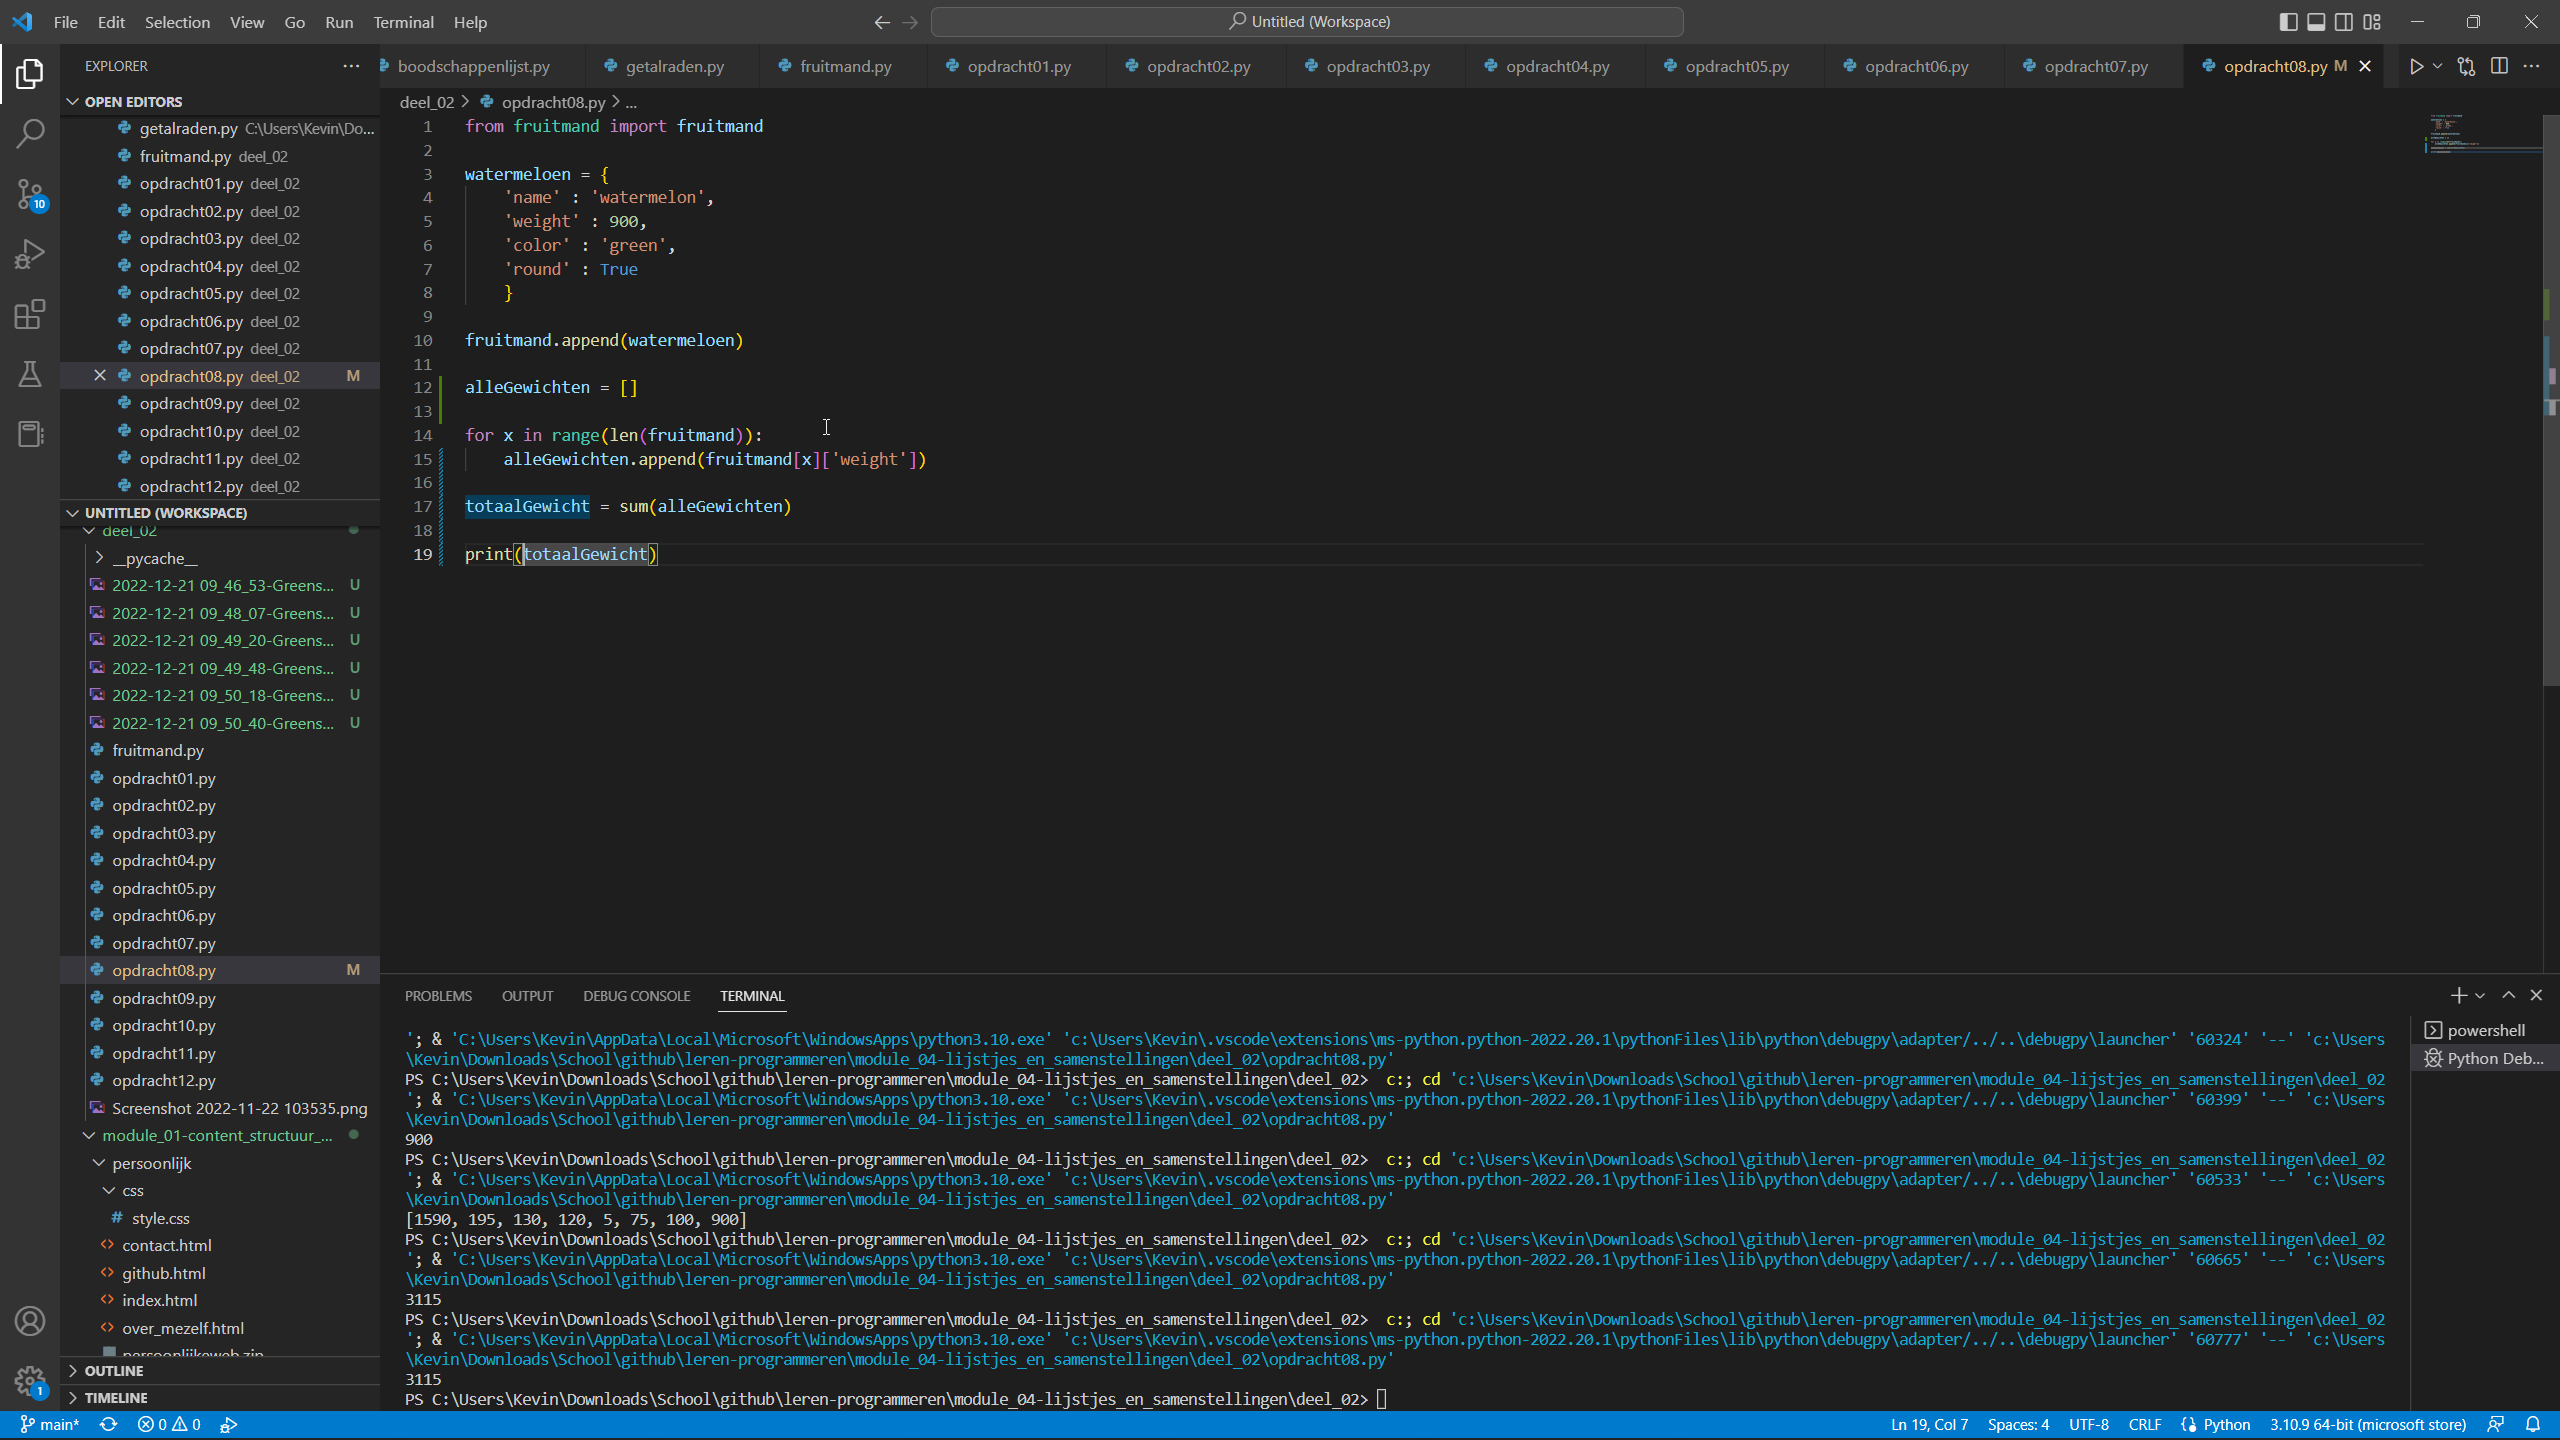 File Edit Selection View Go Run Terminal Help
Untitled (Workspace)
EXPLORER
boodschappenlijst.py getalraden.py fruitmand.py opdracht01.py opdracht02.py opdracht03.py opdracht04.py opdracht05.py opdracht06.py opdracht07.py opdracht08.py M
OPEN EDITORS
getalraden.py C:\Users\Kevin\Do...
fruitmand.py deel_02
opdracht01.py deel_02
opdracht02.py deel_02
opdracht03.py deel_02
opdracht04.py deel_02
opdracht05.py deel_02
opdracht06.py deel_02
opdracht07.py deel_02
opdracht08.py deel_02 M
opdracht09.py deel_02
opdracht10.py deel_02
opdracht11.py deel_02
opdracht12.py deel_02
10
UNTITLED (WORKSPACE)
deel_02
__pycache__
2022-12-21 09_46_53-Greens... U
2022-12-21 09_48_07-Greens... U
2022-12-21 09_49_20-Greens... U
2022-12-21 09_49_48-Greens... U
2022-12-21 09_50_18-Greens... U
2022-12-21 09_50_40-Greens... U
fruitmand.py
opdracht01.py
opdracht02.py
opdracht03.py
opdracht04.py
opdracht05.py
opdracht06.py
opdracht07.py
opdracht08.py M
opdracht09.py
opdracht10.py
opdracht11.py
opdracht12.py
Screenshot 2022-11-22 103535.png
module_01-content_structuur_...
persoonlijk
css
style.css
contact.html
github.html
index.html
over_mezelf.html
persoonlijkeweb.zip
OUTLINE
TIMELINE
1
deel_02 > opdracht08.py > ...
1 from fruitmand import fruitmand
2
3 watermeloen = {
4 'name' : 'watermelon',
5 'weight' : 900,
6 'color' : 'green',
7 'round' : True
8 }
9
10 fruitmand.append(watermeloen)
11
12 alleGewichten = []
13
14 for x in range(len(fruitmand)):
15 alleGewichten.append(fruitmand[x]['weight'])
16
17 totaalGewicht = sum(alleGewichten)
18
19 print(totaalGewicht)
PROBLEMS OUTPUT DEBUG CONSOLE TERMINAL
powershell
Python Deb...
'; & 'C:\Users\Kevin\AppData\Local\Microsoft\WindowsApps\python3.10.exe' 'c:\Users\Kevin\.vscode\extensions\ms-python.python-2022.20.1\pythonFiles\lib\python\debugpy\adapter/../..\debugpy\launcher' '60324' '--' 'c:\Users
\Kevin\Downloads\School\github\leren-programmeren\module_04-lijstjes_en_samenstellingen\deel_02\opdracht08.py'
PS C:\Users\Kevin\Downloads\School\github\leren-programmeren\module_04-lijstjes_en_samenstellingen\deel_02> c:; cd 'c:\Users\Kevin\Downloads\School\github\leren-programmeren\module_04-lijstjes_en_samenstellingen\deel_02
'; & 'C:\Users\Kevin\AppData\Local\Microsoft\WindowsApps\python3.10.exe' 'c:\Users\Kevin\.vscode\extensions\ms-python.python-2022.20.1\pythonFiles\lib\python\debugpy\adapter/../..\debugpy\launcher' '60399' '--' 'c:\Users
\Kevin\Downloads\School\github\leren-programmeren\module_04-lijstjes_en_samenstellingen\deel_02\opdracht08.py'
900
PS C:\Users\Kevin\Downloads\School\github\leren-programmeren\module_04-lijstjes_en_samenstellingen\deel_02> c:; cd 'c:\Users\Kevin\Downloads\School\github\leren-programmeren\module_04-lijstjes_en_samenstellingen\deel_02
'; & 'C:\Users\Kevin\AppData\Local\Microsoft\WindowsApps\python3.10.exe' 'c:\Users\Kevin\.vscode\extensions\ms-python.python-2022.20.1\pythonFiles\lib\python\debugpy\adapter/../..\debugpy\launcher' '60533' '--' 'c:\Users
\Kevin\Downloads\School\github\leren-programmeren\module_04-lijstjes_en_samenstellingen\deel_02\opdracht08.py'
[1590, 195, 130, 120, 5, 75, 100, 900]
PS C:\Users\Kevin\Downloads\School\github\leren-programmeren\module_04-lijstjes_en_samenstellingen\deel_02> c:; cd 'c:\Users\Kevin\Downloads\School\github\leren-programmeren\module_04-lijstjes_en_samenstellingen\deel_02
'; & 'C:\Users\Kevin\AppData\Local\Microsoft\WindowsApps\python3.10.exe' 'c:\Users\Kevin\.vscode\extensions\ms-python.python-2022.20.1\pythonFiles\lib\python\debugpy\adapter/../..\debugpy\launcher' '60665' '--' 'c:\Users
\Kevin\Downloads\School\github\leren-programmeren\module_04-lijstjes_en_samenstellingen\deel_02\opdracht08.py'
3115
PS C:\Users\Kevin\Downloads\School\github\leren-programmeren\module_04-lijstjes_en_samenstellingen\deel_02> c:; cd 'c:\Users\Kevin\Downloads\School\github\leren-programmeren\module_04-lijstjes_en_samenstellingen\deel_02
'; & 'C:\Users\Kevin\AppData\Local\Microsoft\WindowsApps\python3.10.exe' 'c:\Users\Kevin\.vscode\extensions\ms-python.python-2022.20.1\pythonFiles\lib\python\debugpy\adapter/../..\debugpy\launcher' '60777' '--' 'c:\Users
\Kevin\Downloads\School\github\leren-programmeren\module_04-lijstjes_en_samenstellingen\deel_02\opdracht08.py'
3115
PS C:\Users\Kevin\Downloads\School\github\leren-programmeren\module_04-lijstjes_en_samenstellingen\deel_02>
main* 0 0 Ln 19, Col 7 Spaces: 4 UTF-8 CRLF Python 3.10.9 64-bit (microsoft store)